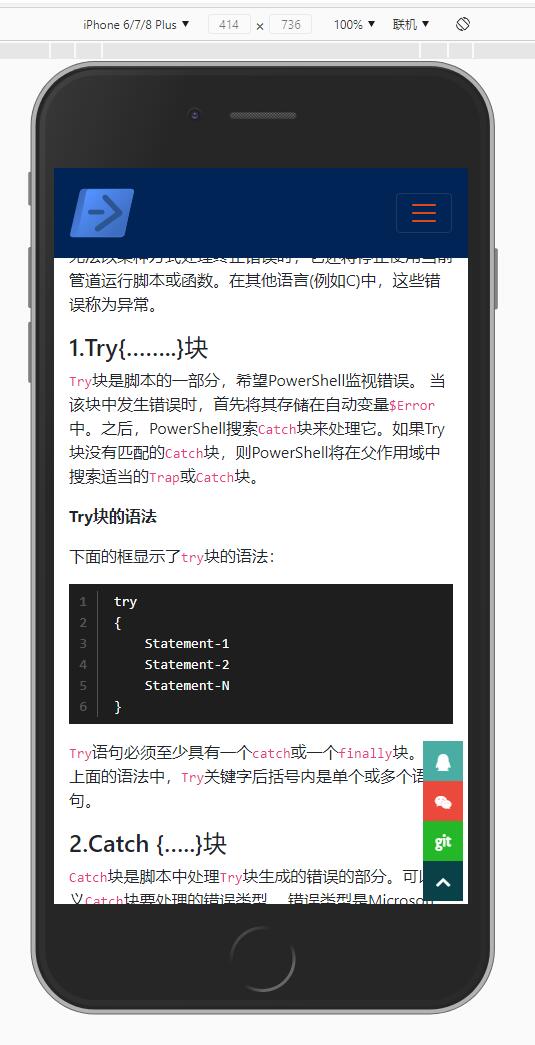 iPhone 6/7/8 Plus ▼ 414 × 736 100% ▼ 联机 ▼
管道运行脚本或函数。在其他语言(例如C)中，这些错
误称为异常。
1.Try{........}块
Try块是脚本的一部分，希望PowerShell监视错误。 当
该块中发生错误时，首先将其存储在自动变量$Error
中。之后，PowerShell搜索Catch块来处理它。如果Try
块没有匹配的Catch块，则PowerShell将在父作用域中
搜索适当的Trap或Catch块。
Try块的语法
下面的框显示了try块的语法：
1 try
2 {
3 Statement-1
4 Statement-2
5 Statement-N
6 }
Try语句必须至少具有一个catch或一个finally块。
上面的语法中，Try关键字后括号内是单个或多个语
句。
git
2.Catch {.....}块
Catch块是脚本中处理Try块生成的错误的部分。可以
义Catch块要处理的错误类型。 错误类型是Microsoft